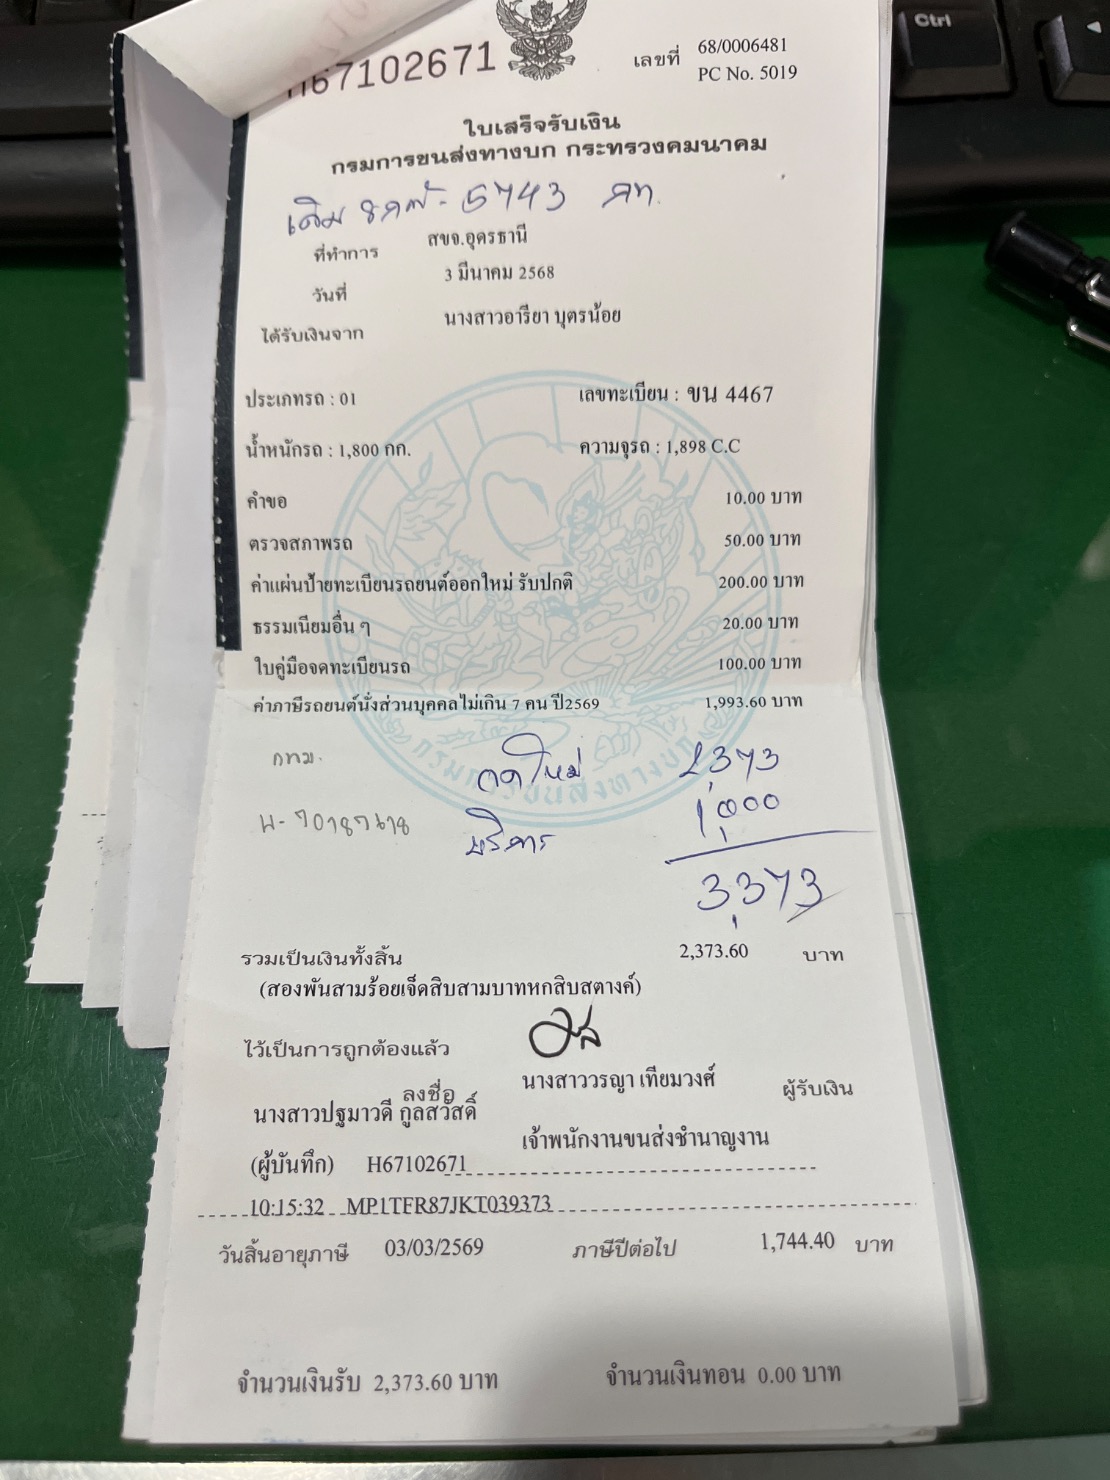 H67102671
เลขที่ 68/0006481
PC No. 5019
ใบเสร็จรับเงิน
กรมการขนส่งทางบก กระทรวงคมนาคม
เดิม 5743 กท.
ที่ทำการ สขจ.อุดรธานี
วันที่ 3 มีนาคม 2568
ได้รับเงินจาก นางสาวอารียา บุตรน้อย
ประเภทรถ : 01 เลขทะเบียน : ขน 4467
น้ำหนักรถ : 1,800 กก. ความจุรถ : 1,898 C.C
คำขอ 10.00 บาท
ตรวจสภาพรถ 50.00 บาท
ค่าแผ่นป้ายทะเบียนรถยนต์ออกใหม่ รับปกติ 200.00 บาท
ธรรมเนียมอื่น ๆ 20.00 บาท
ใบคู่มือจดทะเบียนรถ 100.00 บาท
ค่าภาษีรถยนต์นั่งส่วนบุคคลไม่เกิน 7 คน ปี2569 1,993.60 บาท
กรมการขนส่งทางบก
กทม. จดใหม่ 2,373
บริการ 1,000
3,373
รวมเป็นเงินทั้งสิ้น 2,373.60 บาท
(สองพันสามร้อยเจ็ดสิบสามบาทหกสิบสตางค์)
ไว้เป็นการถูกต้องแล้ว
ลงชื่อ นางสาววรญา เทียมวงศ์ ผู้รับเงิน
นางสาวปฐมาวดี กูลสวัสดิ์
เจ้าพนักงานขนส่งชำนาญงาน
(ผู้บันทึก) H67102671
10:15:32 MP1TFR87JKT039373
วันสิ้นอายุภาษี 03/03/2569 ภาษีปีต่อไป 1,744.40 บาท
จำนวนเงินรับ 2,373.60 บาท จำนวนเงินทอน 0.00 บาท
Ctrl